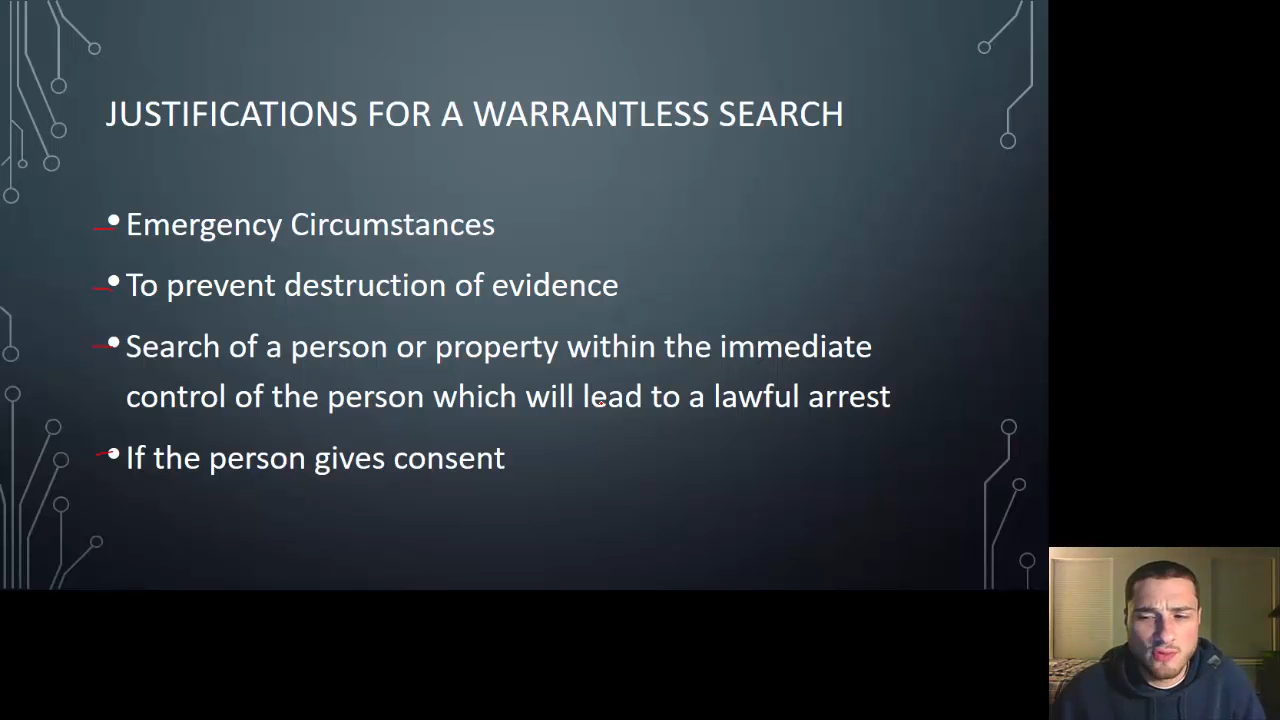 JUSTIFICATIONS FOR A WARRANTLESS SEARCH
• Emergency Circumstances
• To prevent destruction of evidence
• Search of a person or property within the immediate
control of the person which will lead to a lawful arrest
• If the person gives consent